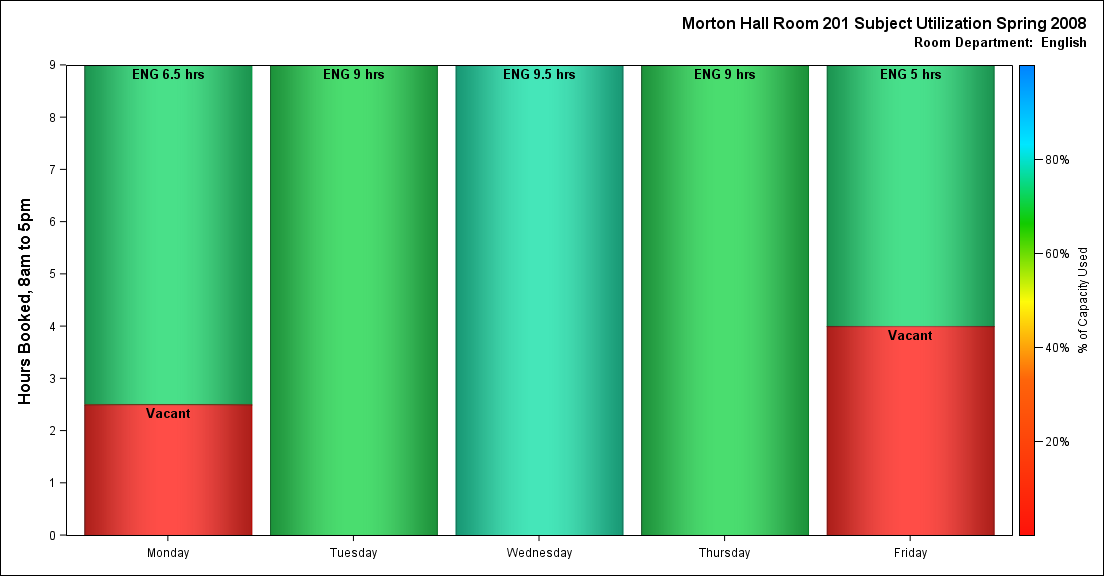 Morton Hall Room 201 Subject Utilization Spring 2008
Room Department:  English
Hours Booked, 8am to 5pm
9
8
7
6
5
4
3
2
1
0
ENG 6.5 hrs
Vacant
ENG 9 hrs
ENG 9.5 hrs
ENG 9 hrs
ENG 5 hrs
Vacant
Monday
Tuesday
Wednesday
Thursday
Friday
80%
60%
40%
20%
% of Capacity Used